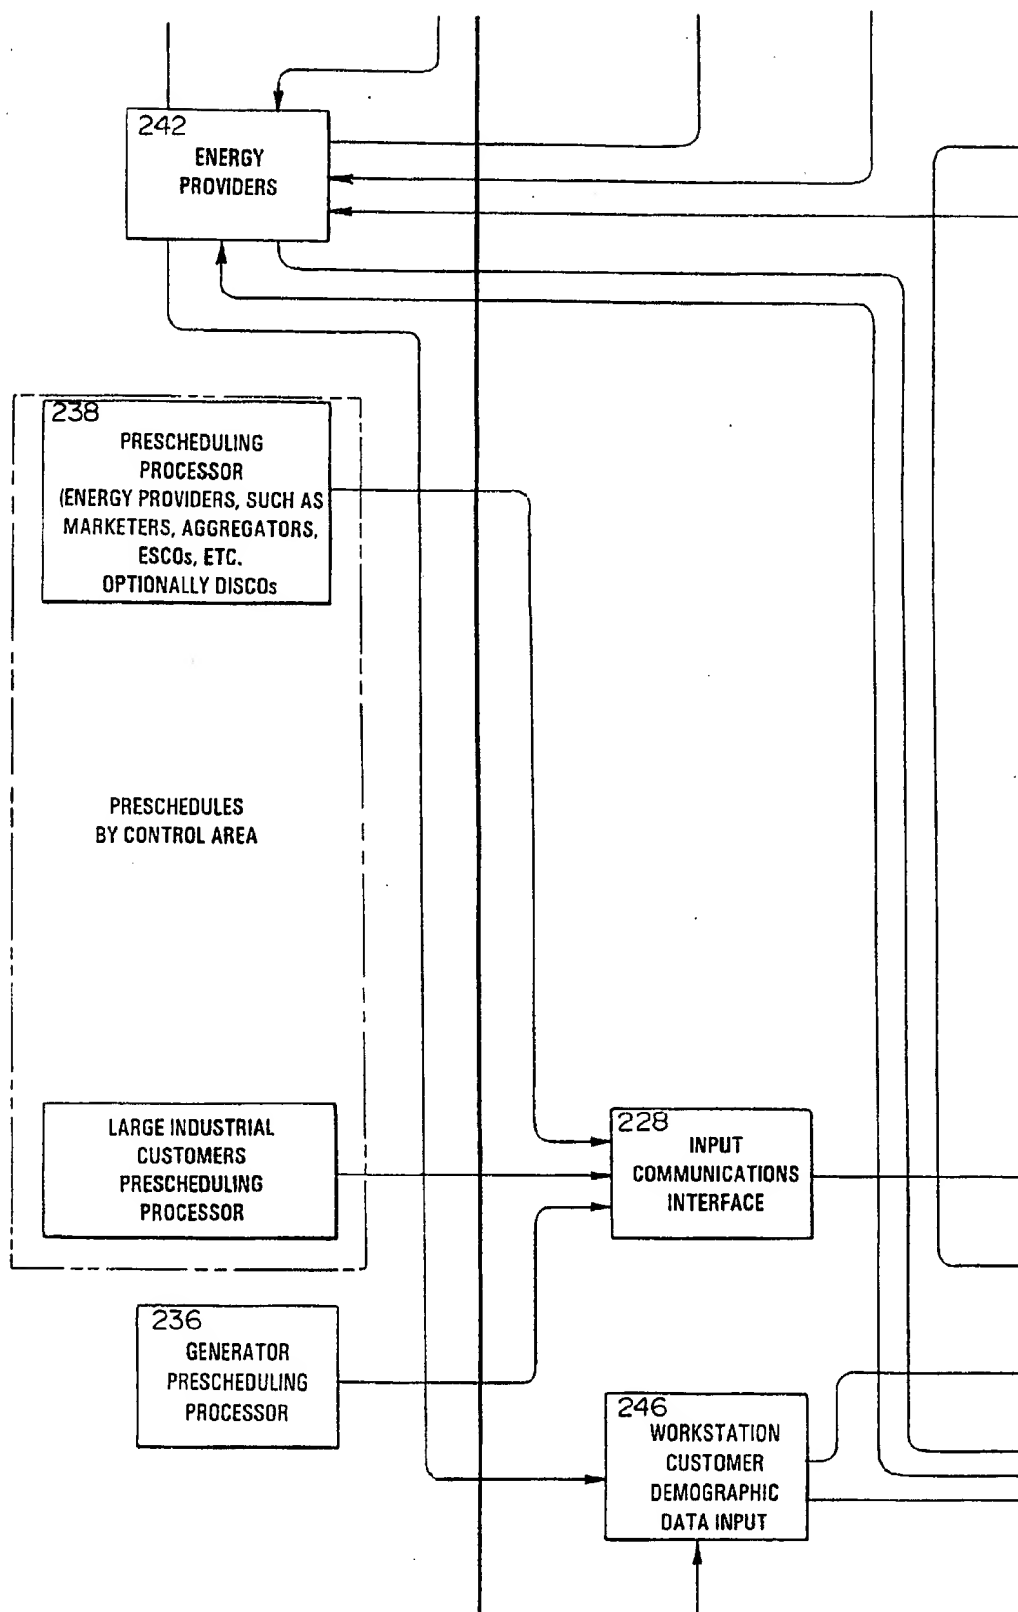 242
ENERGY
PROVIDERS
238
PRESCHEDULING
PROCESSOR
(ENERGY PROVIDERS, SUCH AS
MARKETERS, AGGREGATORS,
ESCOs, ETC.
OPTIONALLY DISCOs
PRESCHEDULES
BY CONTROL AREA
LARGE INDUSTRIAL
CUSTOMERS
PRESCHEDULING
PROCESSOR
228
INPUT
COMMUNICATIONS
INTERFACE
236
GENERATOR
PRESCHEDULING
PROCESSOR
246
WORKSTATION
CUSTOMER
DEMOGRAPHIC
DATA INPUT